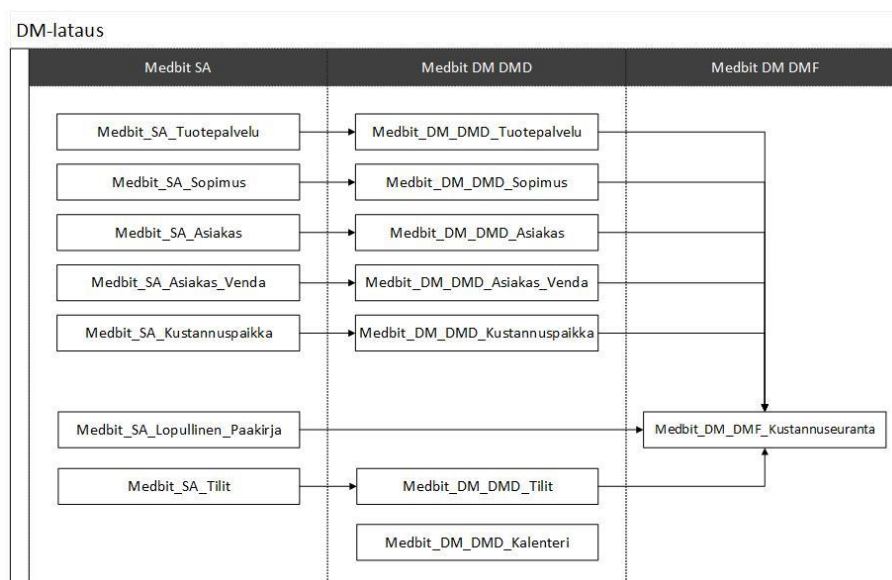 DM-lataus
Medbit SA
Medbit DM DMD
Medbit DM DMF
Medbit_SA_Tuotepalvelu
Medbit_DM_DMD_Tuotepalvelu
Medbit_SA_Sopimus
Medbit_DM_DMD_Sopimus
Medbit_SA_Asiakas
Medbit_DM_DMD_Asiakas
Medbit_SA_Asiakas_Venda
Medbit_DM_DMD_Asiakas_Venda
Medbit_SA_Kustannuspaikka
Medbit_DM_DMD_Kustannuspaikka
Medbit_SA_Lopullinen_Paakirja
Medbit_DM_DMF_Kustannuseuranta
Medbit_SA_Tilit
Medbit_DM_DMD_Tilit
Medbit_DM_DMD_Kalenteri